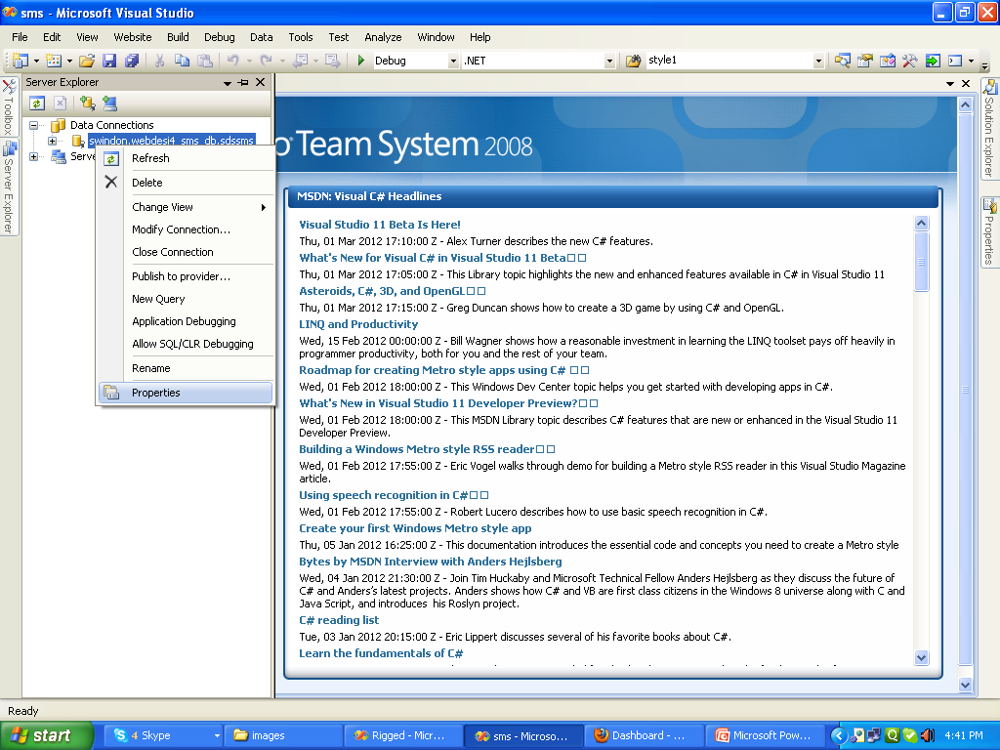 sms - Microsoft Visual Studio
File Edit View Website Build Debug Data Tools Test Analyze Window Help
Debug .NET style1
Server Explorer
Toolbox
Server Explorer
Solution Explorer
Properties
Data Connections
swindon.webdesi4_sms_db.sdssms
Serve
Refresh
Delete
Change View
Modify Connection...
Close Connection
Publish to provider...
New Query
Application Debugging
Allow SQL/CLR Debugging
Rename
Properties
o Team System 2008
MSDN: Visual C# Headlines
Visual Studio 11 Beta Is Here!
Thu, 01 Mar 2012 17:10:00 Z - Alex Turner describes the new C# features.
What's New for Visual C# in Visual Studio 11 Beta
Thu, 01 Mar 2012 17:05:00 Z - This Library topic highlights the new and enhanced features available in C# in Visual Studio 11
Asteroids, C#, 3D, and OpenGL
Thu, 01 Mar 2012 17:15:00 Z - Greg Duncan shows how to create a 3D game by using C# and OpenGL.
LINQ and Productivity
Wed, 15 Feb 2012 00:00:00 Z - Bill Wagner shows how a reasonable investment in learning the LINQ toolset pays off heavily in
programmer productivity, both for you and the rest of your team.
Roadmap for creating Metro style apps using C#
Wed, 01 Feb 2012 18:00:00 Z - This Windows Dev Center topic helps you get started with developing apps in C#.
What's New in Visual Studio 11 Developer Preview?
Wed, 01 Feb 2012 18:00:00 Z - This MSDN Library topic describes C# features that are new or enhanced in the Visual Studio 11
Developer Preview.
Building a Windows Metro style RSS reader
Wed, 01 Feb 2012 17:55:00 Z - Eric Vogel walks through demo for building a Metro style RSS reader in this Visual Studio Magazine
article.
Using speech recognition in C#
Wed, 01 Feb 2012 17:55:00 Z - Robert Lucero describes how to use basic speech recognition in C#.
Create your first Windows Metro style app
Thu, 05 Jan 2012 16:25:00 Z - This documentation introduces the essential code and concepts you need to create a Metro style
Bytes by MSDN Interview with Anders Hejlsberg
Wed, 04 Jan 2012 21:30:00 Z - Join Tim Huckaby and Microsoft Technical Fellow Anders Hejlsberg as they discuss the future of
C# and Anders's latest projects. Anders shows how C# and VB are first class citizens in the Windows 8 universe along with C and
Java Script, and introduces his Roslyn project.
C# reading list
Tue, 03 Jan 2012 20:15:00 Z - Eric Lippert discusses several of his favorite books about C#.
Learn the fundamentals of C#
Ready
start 4 Skype images Rigged - Micr... sms - Microso... Dashboard - ... Microsoft Pow... 4:41 PM